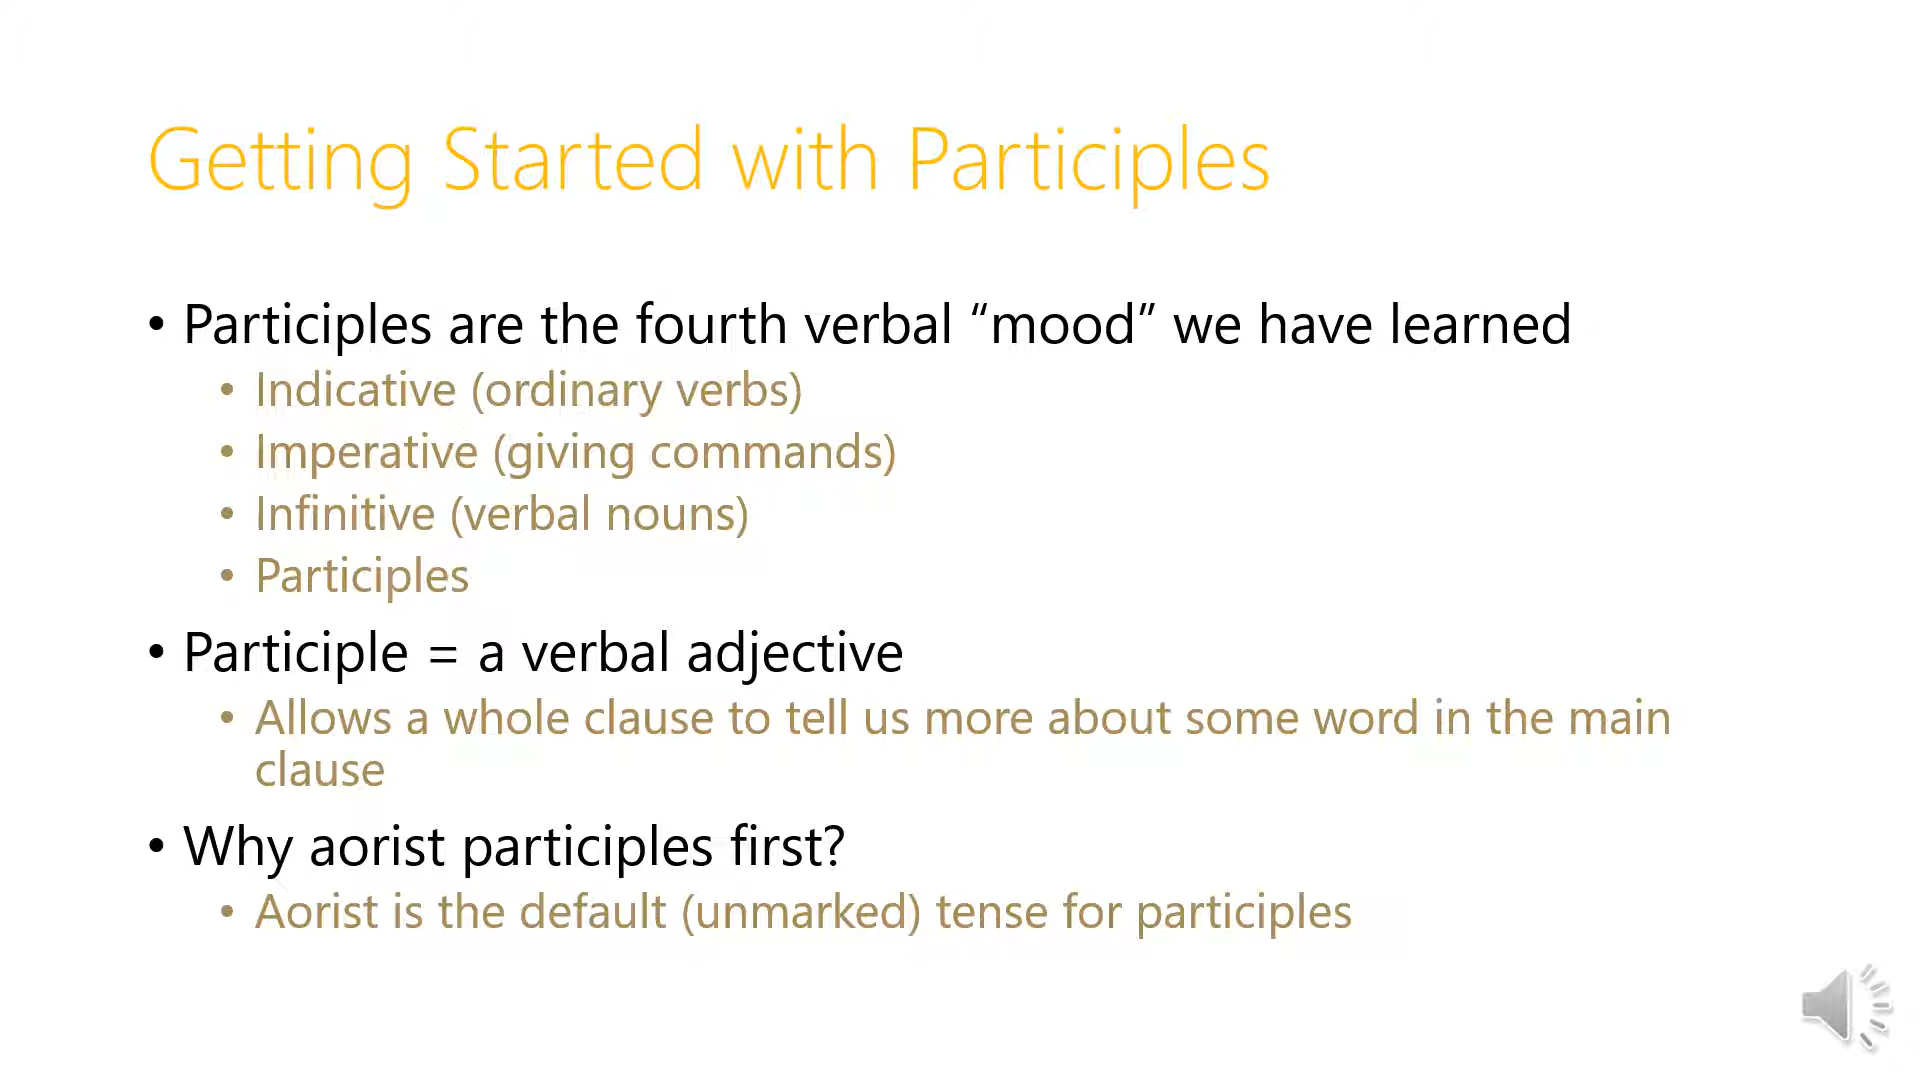 Getting Started with Participles
• Participles are the fourth verbal “mood” we have learned
• Indicative (ordinary verbs)
• Imperative (giving commands)
• Infinitive (verbal nouns)
• Participles
• Participle = a verbal adjective
• Allows a whole clause to tell us more about some word in the main
clause
• Why aorist participles first?
• Aorist is the default (unmarked) tense for participles